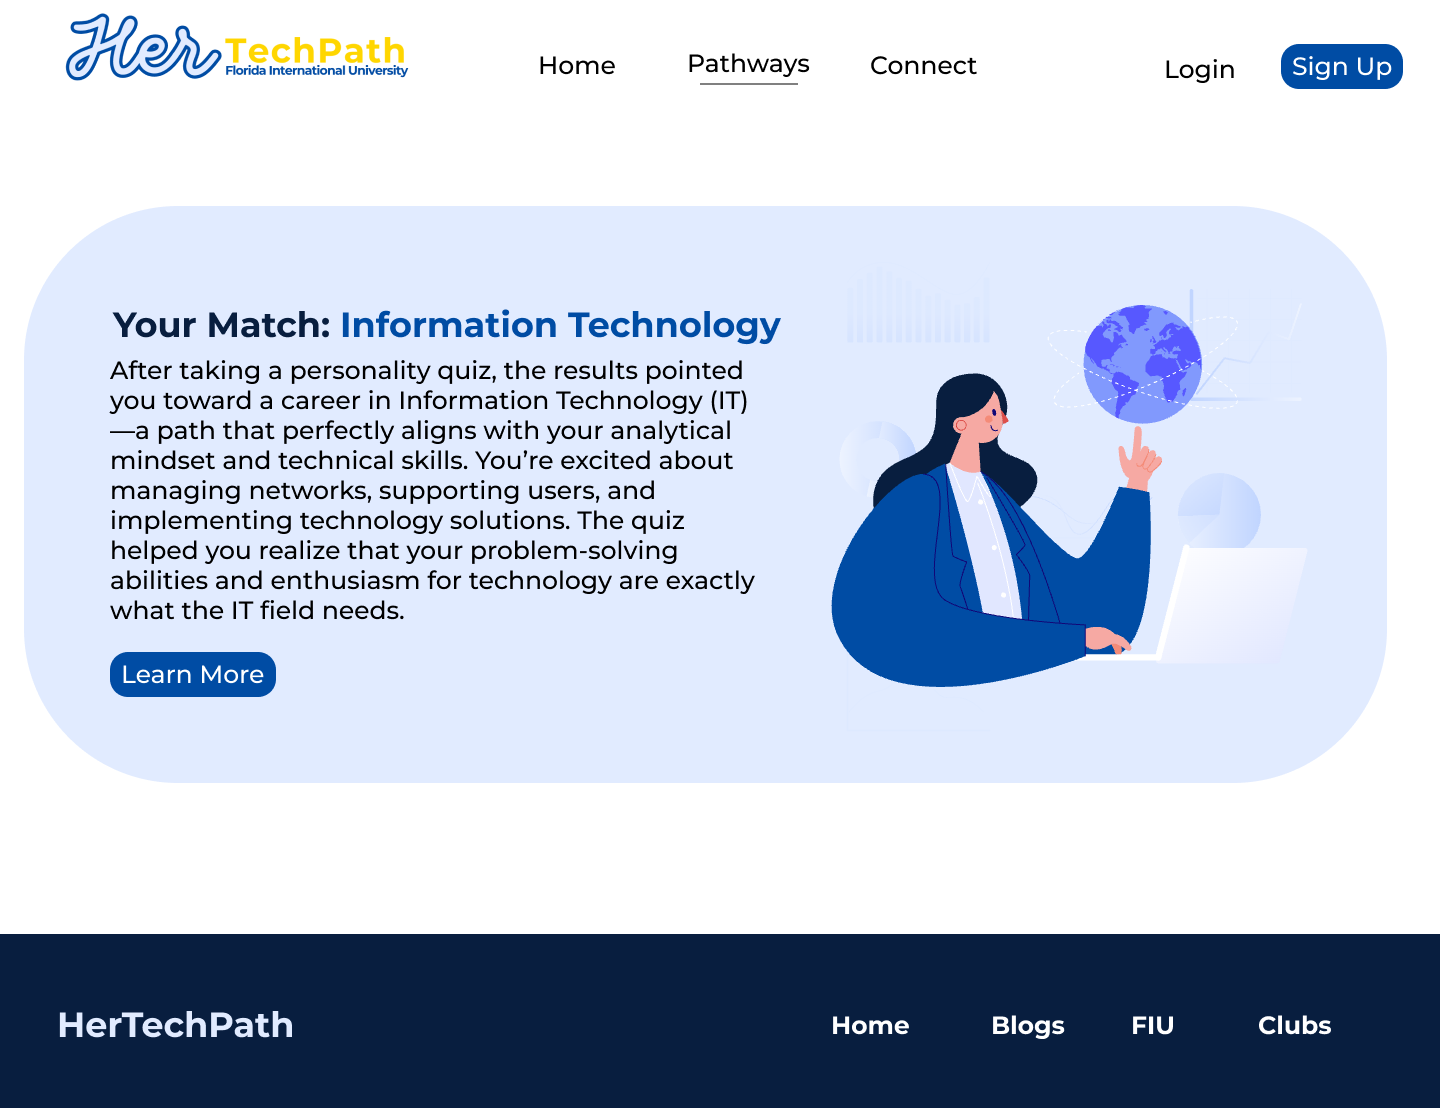 Her TechPath
Florida International University
Home
Pathways
Connect
Login
Sign Up
Your Match: Information Technology
After taking a personality quiz, the results pointed
you toward a career in Information Technology (IT)
—a path that perfectly aligns with your analytical
mindset and technical skills. You’re excited about
managing networks, supporting users, and
implementing technology solutions. The quiz
helped you realize that your problem-solving
abilities and enthusiasm for technology are exactly
what the IT field needs.
Learn More
HerTechPath
Home
Blogs
FIU
Clubs